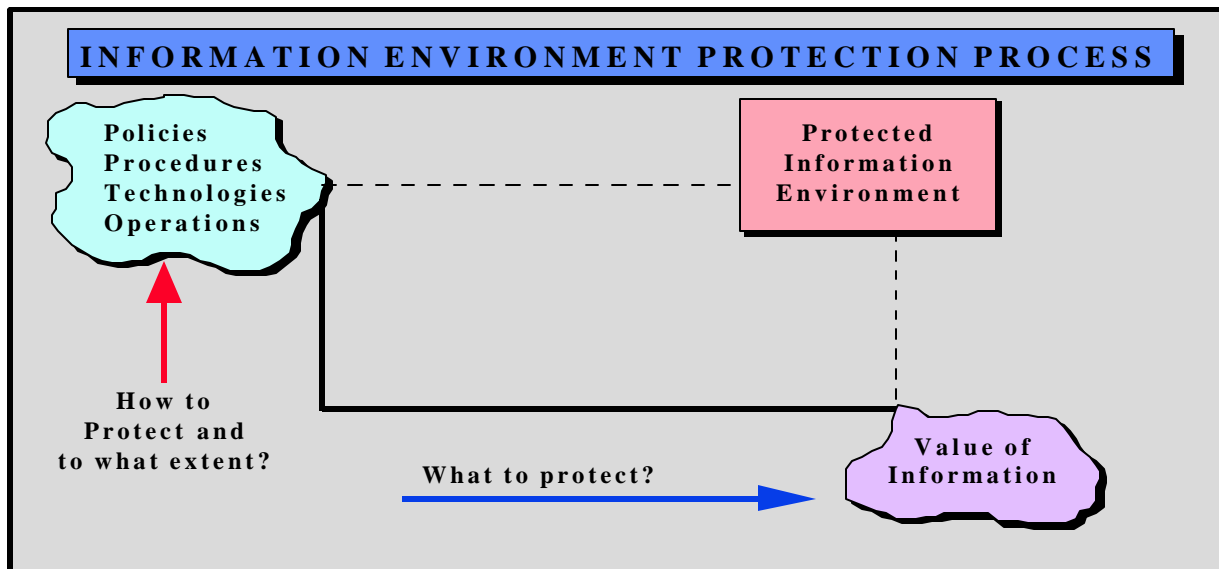 INFORMATION ENVIRONMENT PROTECTION PROCESS
Policies
Procedures
Technologies
Operations
Protected
Information
Environment
How to
Protect and
to what extent?
What to protect?
Value of
Information